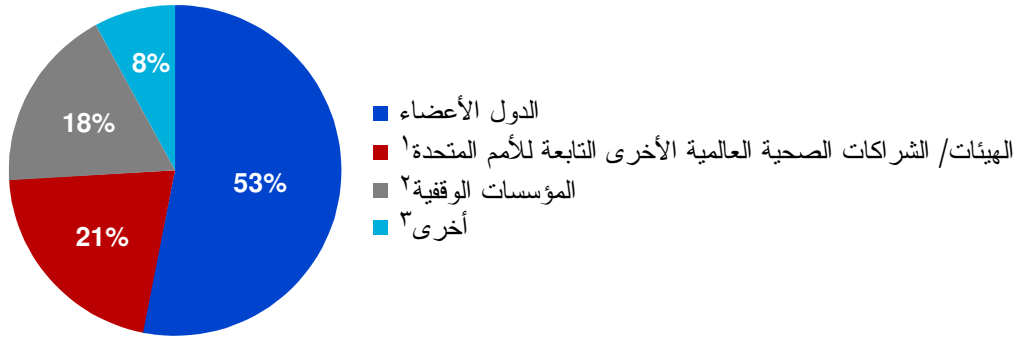 8%
18%
53%
21%
الدول الأعضاء
الهيئات/ الشراكات الصحية العالمية الأخرى التابعة للأمم المتحدة١
المؤسسات الوقفية٢
أخرى٣